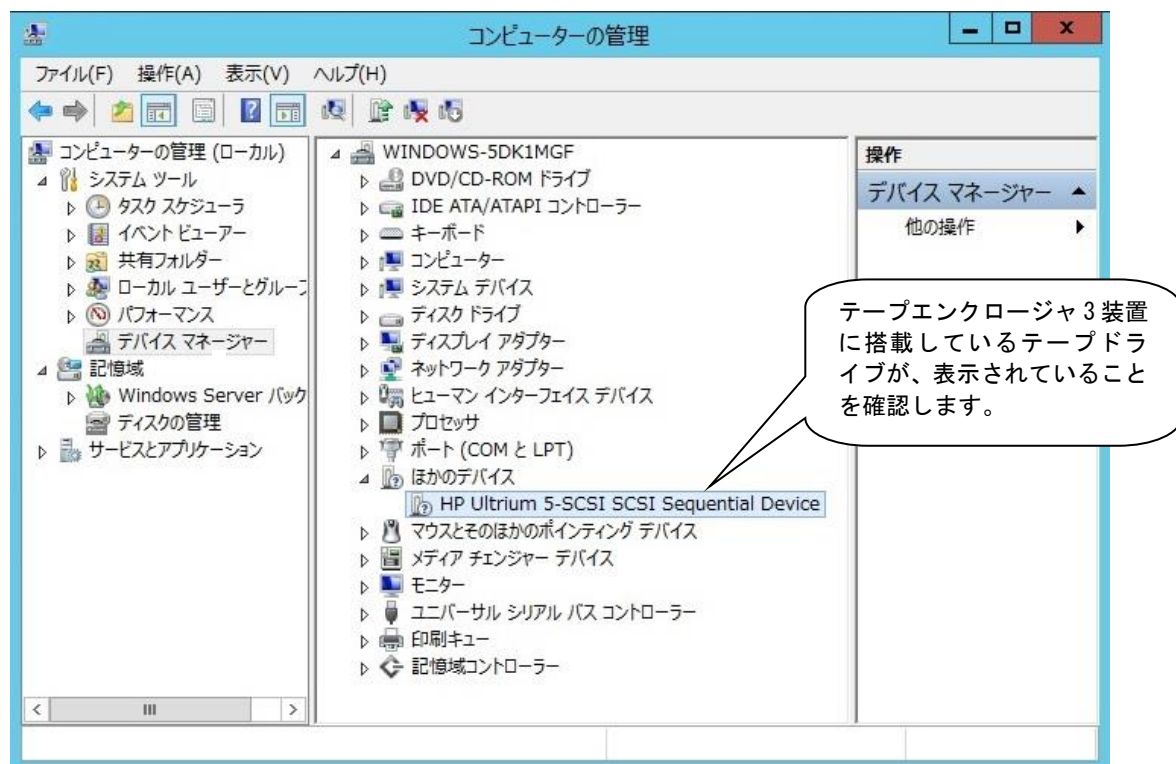 コンピューターの管理
ファイル(F) 操作(A) 表示(V) ヘルプ(H)
コンピューターの管理 (ローカル)
システム ツール
タスク スケジューラ
イベント ビューアー
共有フォルダー
ローカル ユーザーとグループ
パフォーマンス
デバイス マネージャー
記憶域
Windows Server バック
ディスクの管理
サービスとアプリケーション
WINDOWS-5DK1MGF
DVD/CD-ROM ドライブ
IDE ATA/ATAPI コントローラー
キーボード
コンピューター
システム デバイス
ディスク ドライブ
ディスプレイ アダプター
ネットワーク アダプター
ヒューマン インターフェイス デバイス
プロセッサ
ポート (COM と LPT)
ほかのデバイス
HP Ultrium 5-SCSI SCSI Sequential Device
マウスとそのほかのポインティング デバイス
メディア チェンジャー デバイス
モニター
ユニバーサル シリアル バス コントローラー
印刷キュー
記憶域コントローラー
操作
デバイス マネージャー
他の操作
テープエンクロージャ3装置
に搭載しているテープドラ
イブが、表示されていること
を確認します。